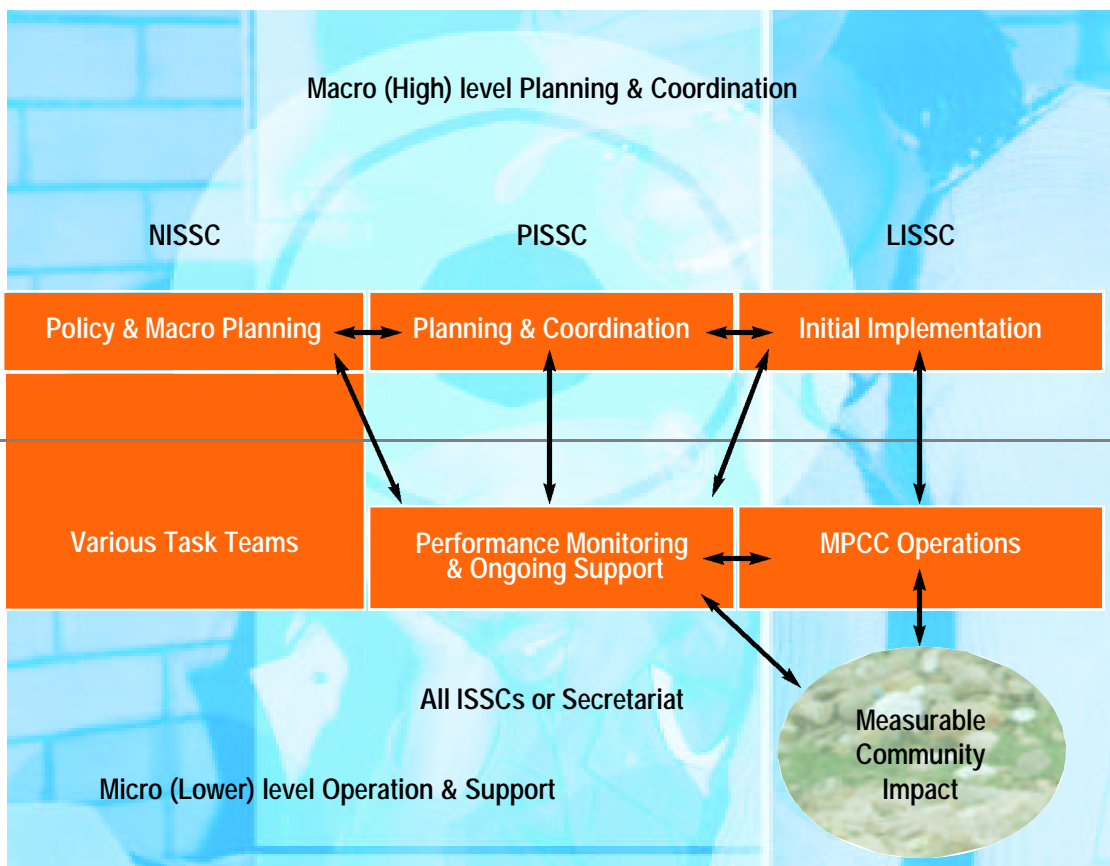 Macro (High) level Planning & Coordination
NISSC
PISSC
LISSC
Policy & Macro Planning
Planning & Coordination
Initial Implementation
Various Task Teams
Performance Monitoring
& Ongoing Support
MPCC Operations
All ISSCs or Secretariat
Measurable
Community
Impact
Micro (Lower) level Operation & Support